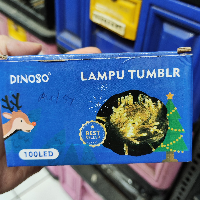 DINOSO
LAMPU TUMBLR
BEST
100LED